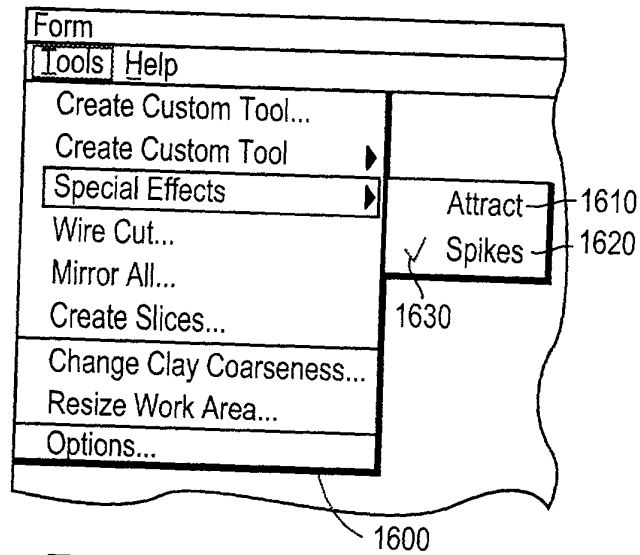 Form
Tools Help
Create Custom Tool...
Create Custom Tool
Special Effects
Attract 1610
Wire Cut...
Spikes 1620
Mirror All...
1630
Create Slices...
Change Clay Coarseness...
Resize Work Area...
Options...
1600